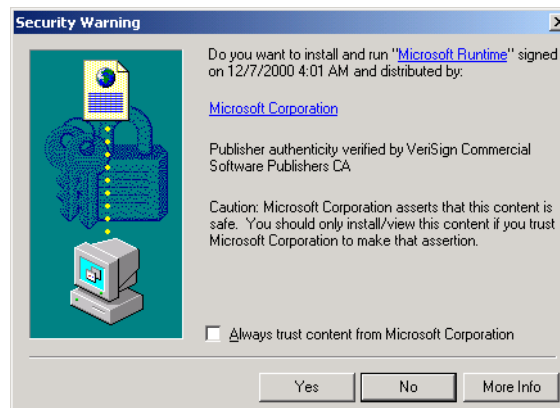 Security Warning
Do you want to install and run "Microsoft Runtime" signed
on 12/7/2000 4:01 AM and distributed by:
Microsoft Corporation
Publisher authenticity verified by VeriSign Commercial
Software Publishers CA
Caution: Microsoft Corporation asserts that this content is
safe. You should only install/view this content if you trust
Microsoft Corporation to make that assertion.
Always trust content from Microsoft Corporation
Yes No More Info